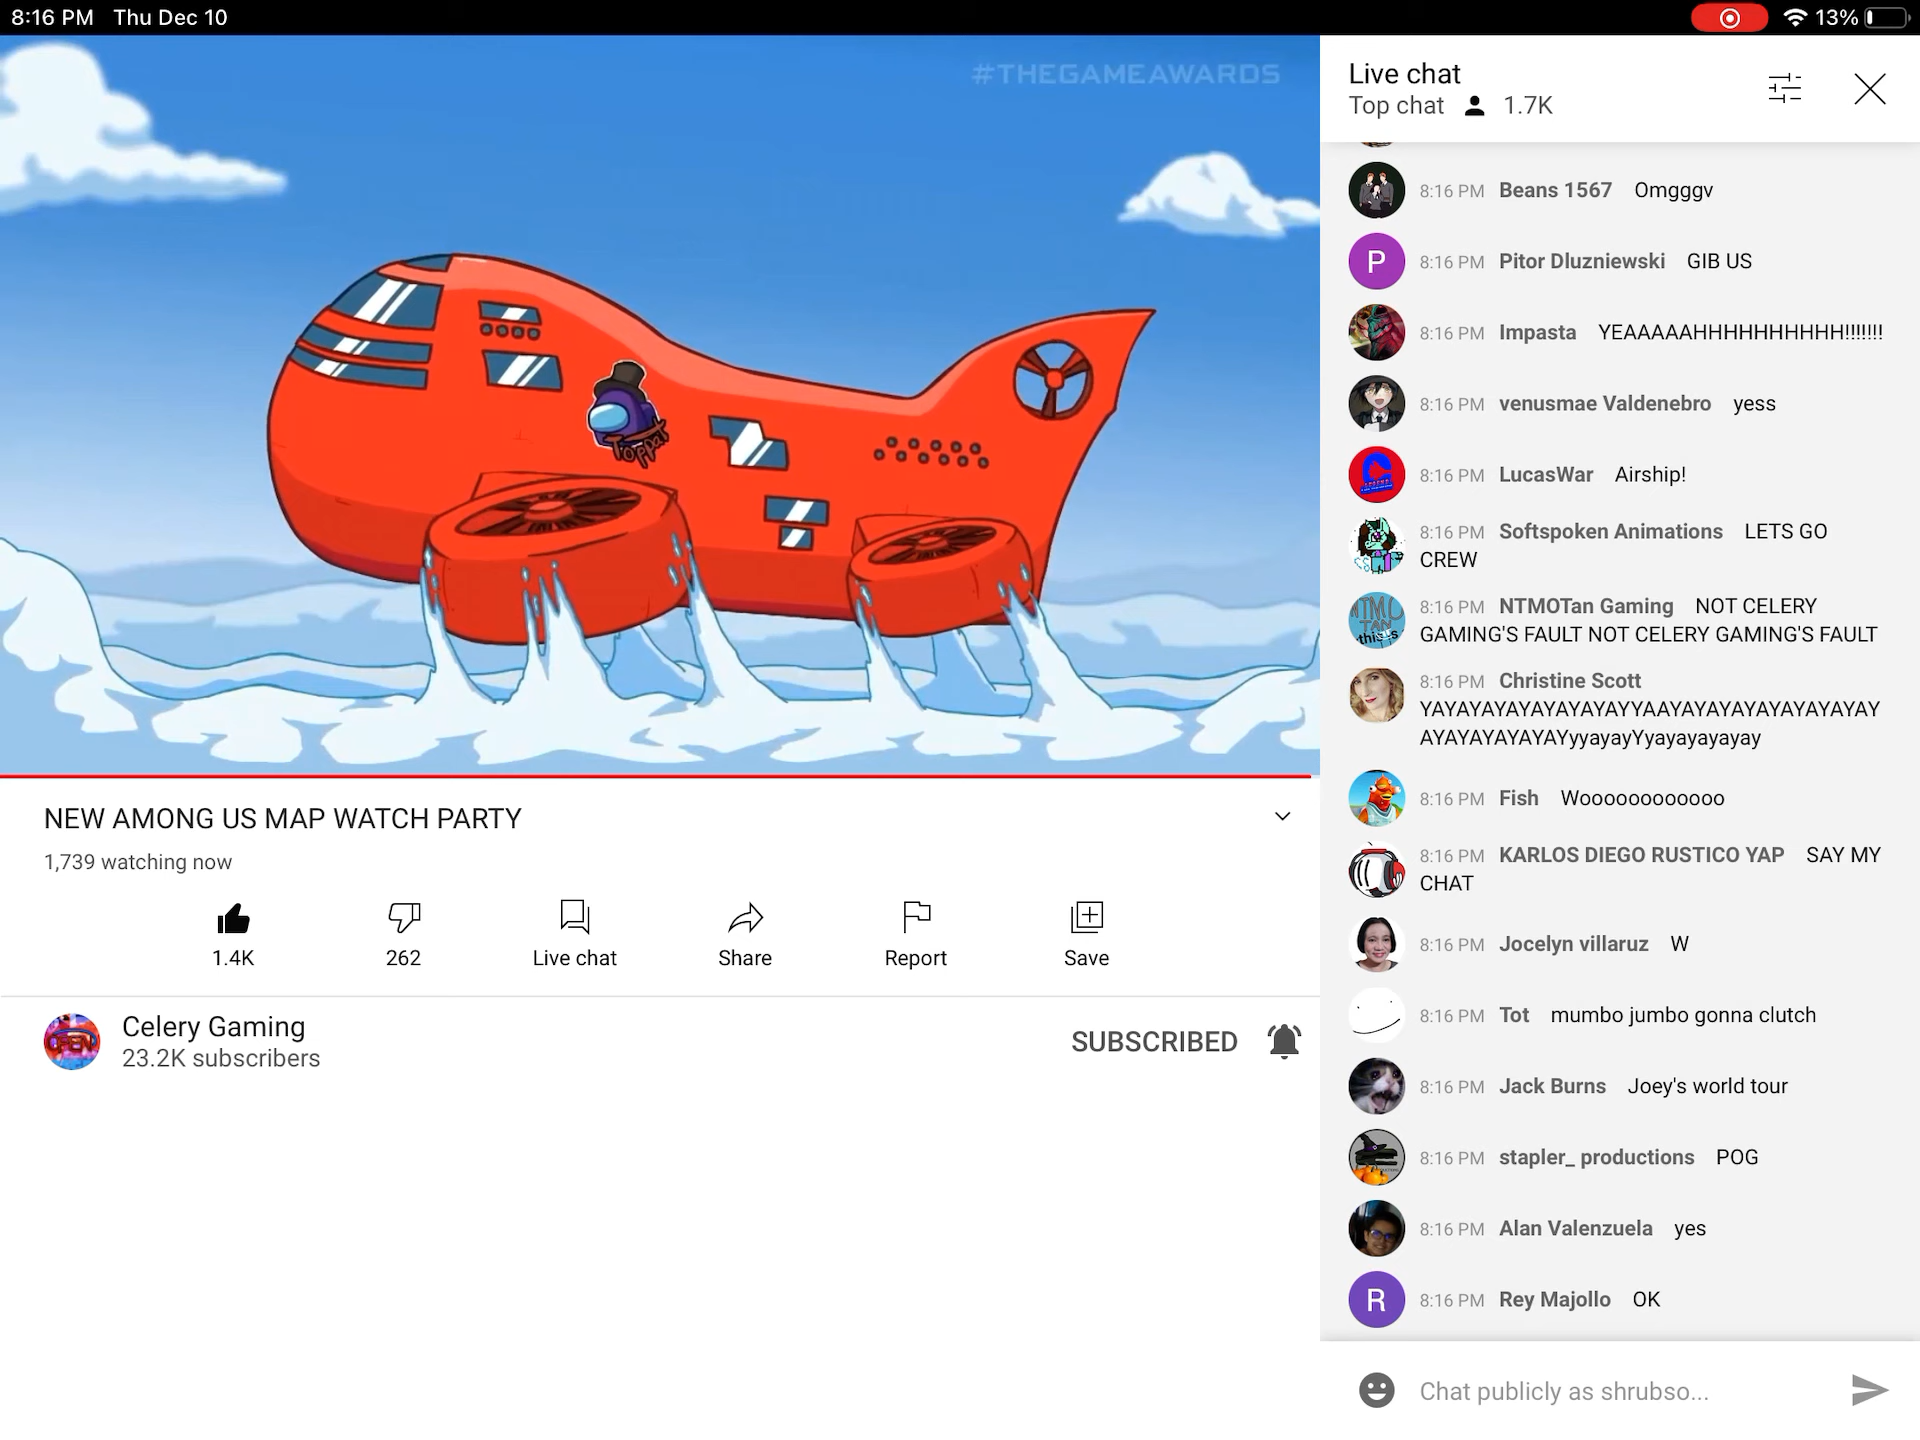 8:16 PM Thu Dec 10
13%
#THEGAMEAWARDS
Toppat
NEW AMONG US MAP WATCH PARTY
1,739 watching now
1.4K
262
Live chat
Share
Report
Save
Celery Gaming
23.2K subscribers
SUBSCRIBED
Live chat
Top chat 1.7K
8:16 PM Beans 1567 Omgggv
P
8:16 PM Pitor Dluzniewski GIB US
8:16 PM Impasta YEAAAAAHHHHHHHHHH!!!!!!!
8:16 PM venusmae Valdenebro yess
8:16 PM LucasWar Airship!
8:16 PM Softspoken Animations LETS GO
CREW
8:16 PM NTMOTan Gaming NOT CELERY
GAMING'S FAULT NOT CELERY GAMING'S FAULT
8:16 PM Christine Scott
YAYAYAYAYAYAYAYAYYAAYAYAYAYAYAYAYAYAY
AYAYAYAYAYAYAYyyayayYyayayayayay
8:16 PM Fish Woooooooooooo
8:16 PM KARLOS DIEGO RUSTICO YAP SAY MY
CHAT
8:16 PM Jocelyn villaruz W
8:16 PM Tot mumbo jumbo gonna clutch
8:16 PM Jack Burns Joey's world tour
8:16 PM stapler_ productions POG
8:16 PM Alan Valenzuela yes
R
8:16 PM Rey Majollo OK
Chat publicly as shrubso...